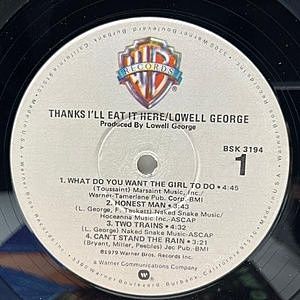 WB
RECORDS
THANKS I'LL EAT IT HERE/LOWELL GEORGE
Produced By Lowell George
BSK 3194
1
1. WHAT DO YOU WANT THE GIRL TO DO • 4:45
(Toussaint) Marsaint Music, Inc.
Warner-Tamerlane Pub. Corp.-BMI
2. HONEST MAN • 3:43
(L. George, F. Tackett) Naked Snake Music/
Hoceanna Music Inc.-ASCAP
3. TWO TRAINS • 4:32
(L. George) Naked Snake Music-ASCAP
4. CAN'T STAND THE RAIN • 3:21
(Bryant, Miller, Peebles) Jec Pub.-BMI
©1979 Warner Bros. Records Inc.
a Warner Communications Company